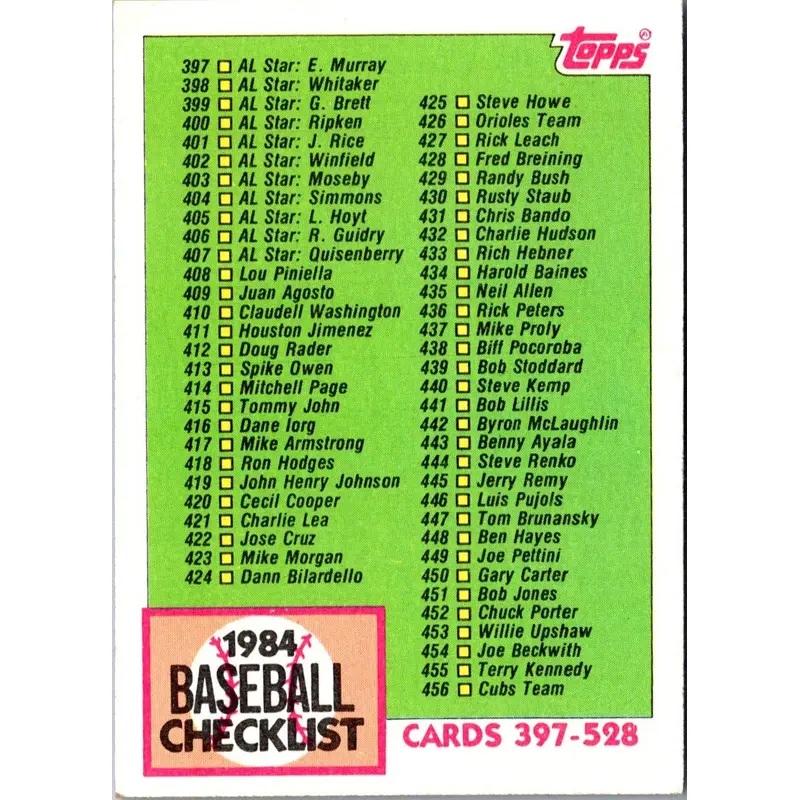 Topps
397 AL Star: E. Murray
398 AL Star: Whitaker
399 AL Star: G. Brett
400 AL Star: Ripken
401 AL Star: J. Rice
402 AL Star: Winfield
403 AL Star: Moseby
404 AL Star: Simmons
405 AL Star: L. Hoyt
406 AL Star: R. Guidry
407 AL Star: Quisenberry
408 Lou Piniella
409 Juan Agosto
410 Claudell Washington
411 Houston Jimenez
412 Doug Rader
413 Spike Owen
414 Mitchell Page
415 Tommy John
416 Dane Iorg
417 Mike Armstrong
418 Ron Hodges
419 John Henry Johnson
420 Cecil Cooper
421 Charlie Lea
422 Jose Cruz
423 Mike Morgan
424 Dann Bilardello
425 Steve Howe
426 Orioles Team
427 Rick Leach
428 Fred Breining
429 Randy Bush
430 Rusty Staub
431 Chris Bando
432 Charlie Hudson
433 Rich Hebner
434 Harold Baines
435 Neil Allen
436 Rick Peters
437 Mike Proly
438 Biff Pocoroba
439 Bob Stoddard
440 Steve Kemp
441 Bob Lillis
442 Byron McLaughlin
443 Benny Ayala
444 Steve Renko
445 Jerry Remy
446 Luis Pujols
447 Tom Brunansky
448 Ben Hayes
449 Joe Pettini
450 Gary Carter
451 Bob Jones
452 Chuck Porter
453 Willie Upshaw
454 Joe Beckwith
455 Terry Kennedy
456 Cubs Team
1984
BASEBALL
CHECKLIST
CARDS 397-528